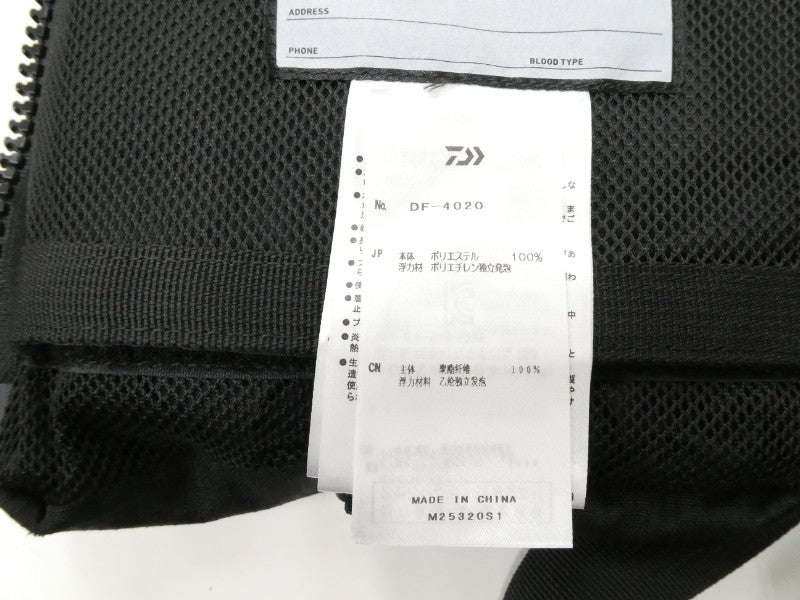 ADDRESS
PHONE
BLOOD TYPE
No. DF-4020
JP 本体 ポリエステル 100%
浮力材 ポリエチレン独立発泡
CN 主体 聚酯纤维 100%
浮力材料 乙纶独立发泡
MADE IN CHINA
M25320S1